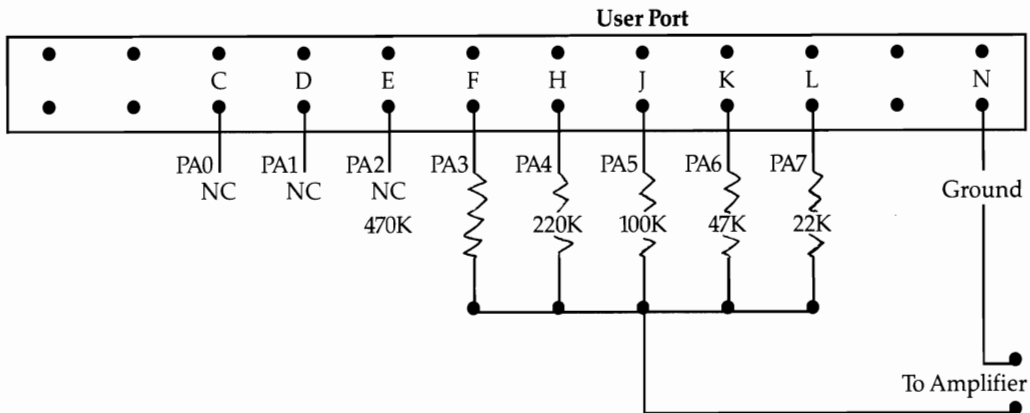 User Port
C D E F H J K L N
PA0 PA1 PA2 PA3 PA4 PA5 PA6 PA7
NC NC NC Ground
470K 220K 100K 47K 22K
To Amplifier